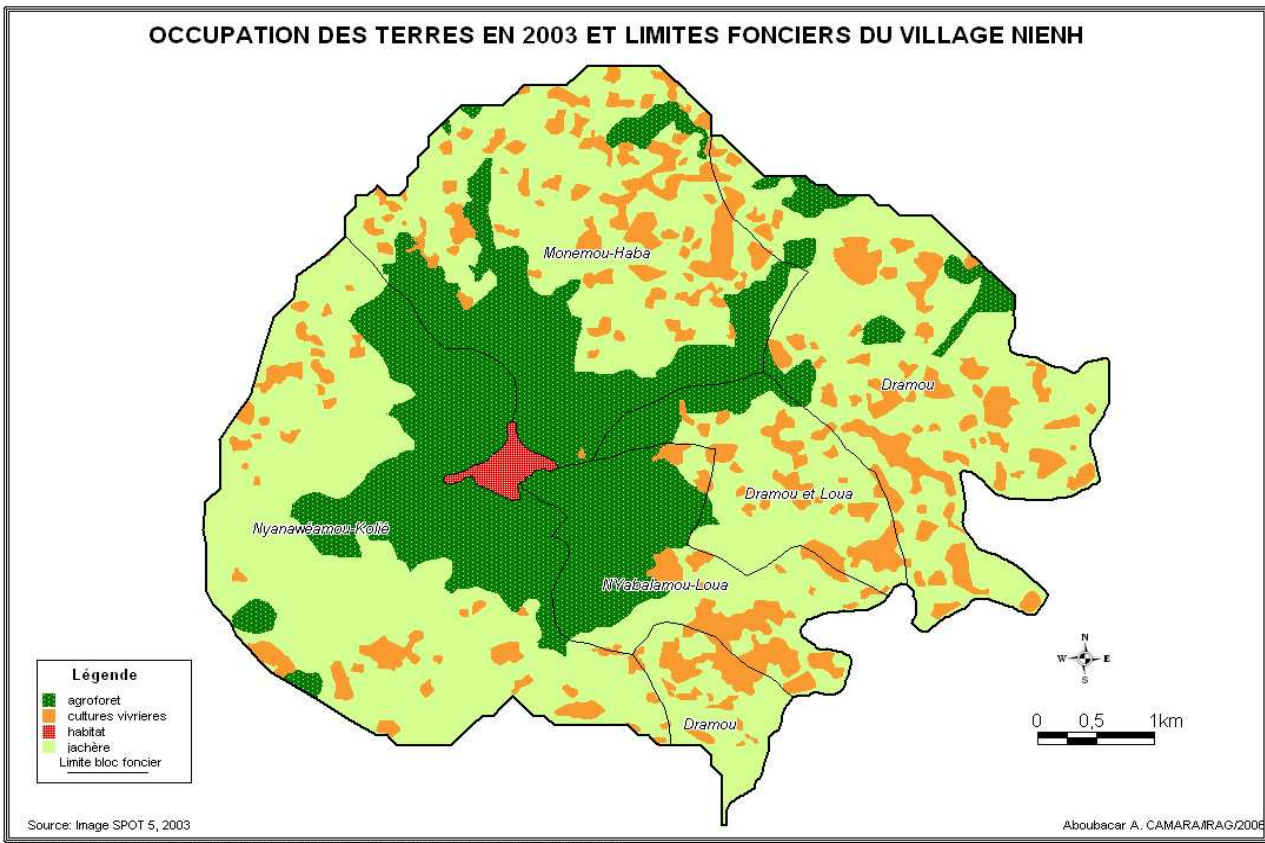 OCCUPATION DES TERRES EN 2003 ET LIMITES FONCIERS DU VILLAGE NIENH
Monemou-Haba
Dramou
Dramou et Loua
Nyanawéamou-Kolié
N'Yabalamou-Loua
Dramou
N
W E
S
0 0,5 1km
Légende
agroforet
cultures vivrieres
habitat
jachère
Limite bloc foncier
Source: Image SPOT 5, 2003
Aboubacar A. CAMARA/IRAG/2006